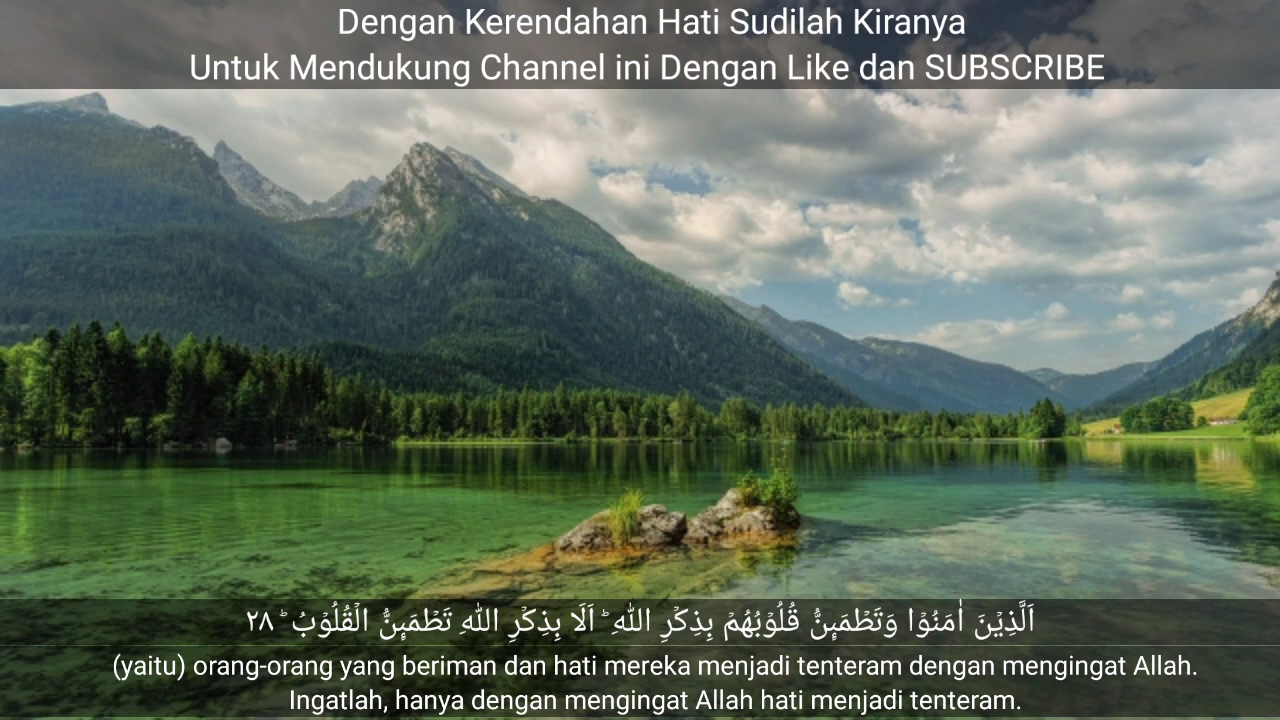 Dengan Kerendahan Hati Sudilah Kiranya
Untuk Mendukung Channel ini Dengan Like dan SUBSCRIBE
اَلَّذِيْنَ اٰمَنُوْا وَتَطْمَىِٕنُّ قُلُوْبُهُمْ بِذِكْرِ اللّٰهِ ۗ اَلَا بِذِكْرِ اللّٰهِ تَطْمَىِٕنُّ الْقُلُوْبُ ۗ ٢٨
(yaitu) orang-orang yang beriman dan hati mereka menjadi tenteram dengan mengingat Allah.
Ingatlah, hanya dengan mengingat Allah hati menjadi tenteram.